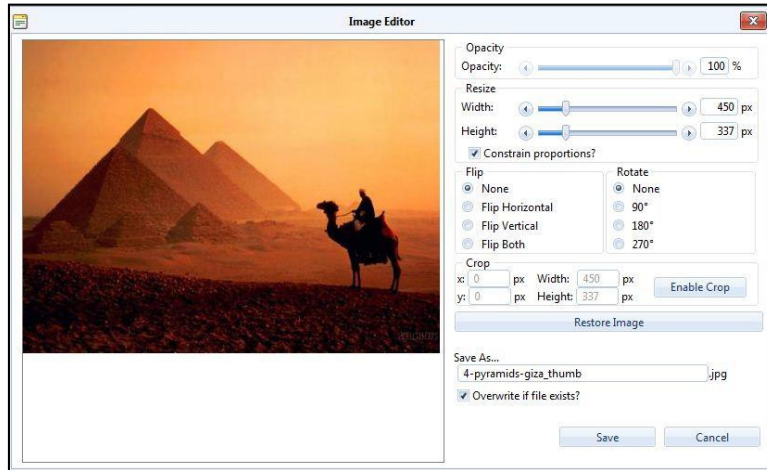 Image Editor
Opacity
Opacity: 100 %
Resize
Width: 450 px
Height: 337 px
Constrain proportions?
Flip
None
Flip Horizontal
Flip Vertical
Flip Both
Rotate
None
90°
180°
270°
Crop
x: 0 px Width: 450 px
y: 0 px Height: 337 px
Enable Crop
Restore Image
Save As...
4-pyramids-giza_thumb .jpg
Overwrite if file exists?
Save Cancel